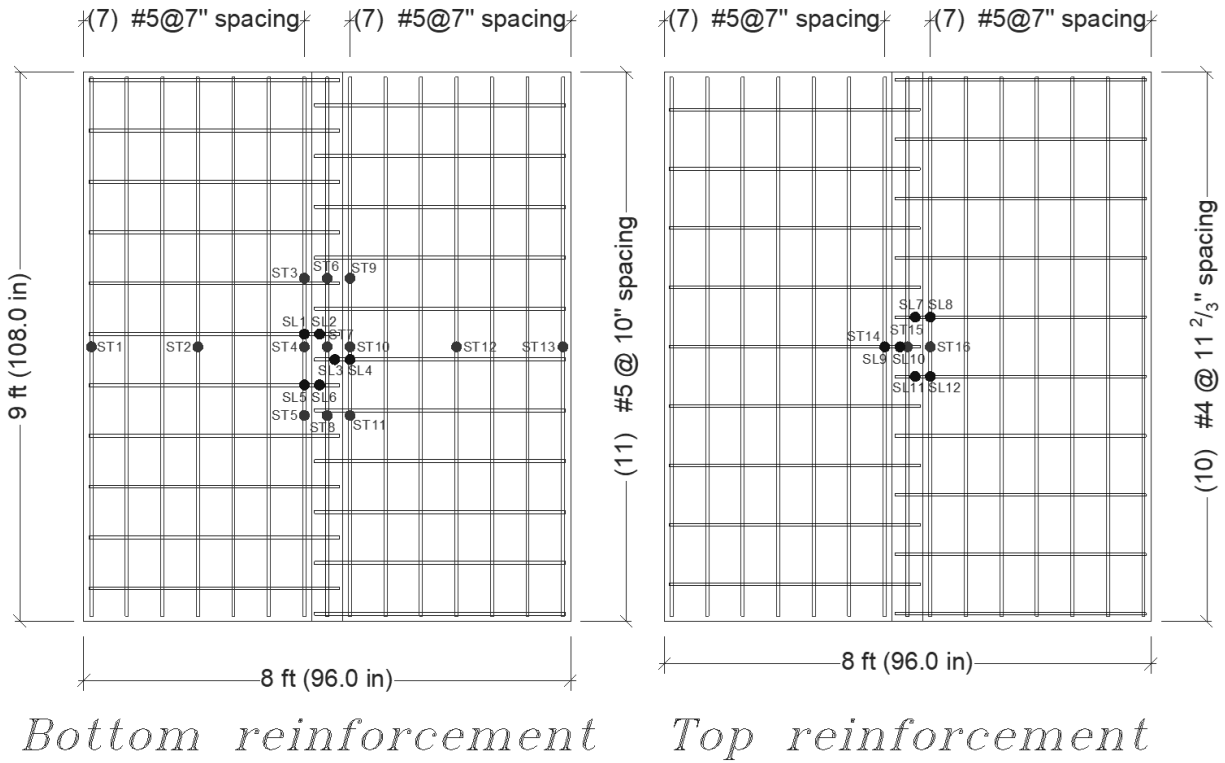 (7) #5@7" spacing
(7) #5@7" spacing
(7) #5@7" spacing
(7) #5@7" spacing
9 ft (108.0 in)
ST3
ST6
ST9
SL1
SL2
ST7
ST1
ST2
ST4
ST10
ST12
ST13
SL3
SL4
SL5
SL6
ST5
ST8
ST11
(11) #5 @ 10" spacing
SL7
SL8
ST14
ST15
ST16
SL9
SL10
SL11
SL12
(10) #4 @ 11 2/3" spacing
8 ft (96.0 in)
8 ft (96.0 in)
Bottom reinforcement
Top reinforcement